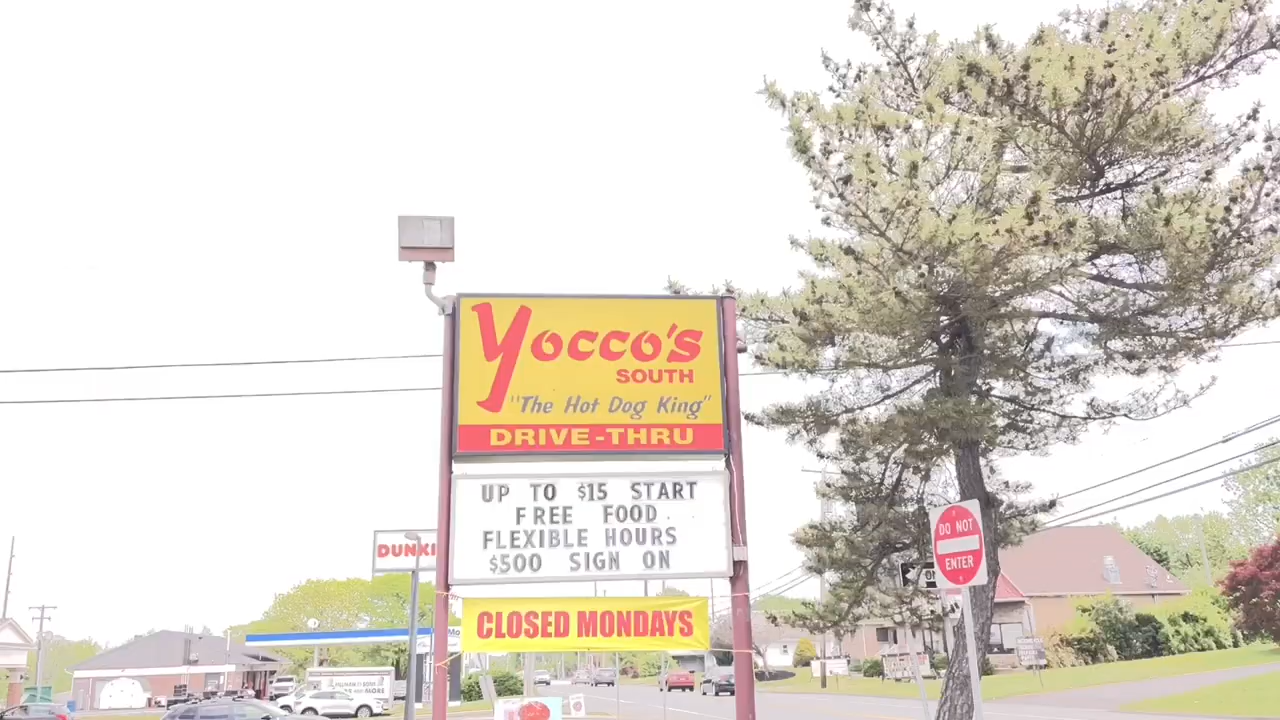 Yocco's
SOUTH
"The Hot Dog King"
DRIVE-THRU
UP TO $15 START
FREE FOOD
FLEXIBLE HOURS
$500 SIGN ON
CLOSED MONDAYS
DUNKI
DO NOT
ENTER